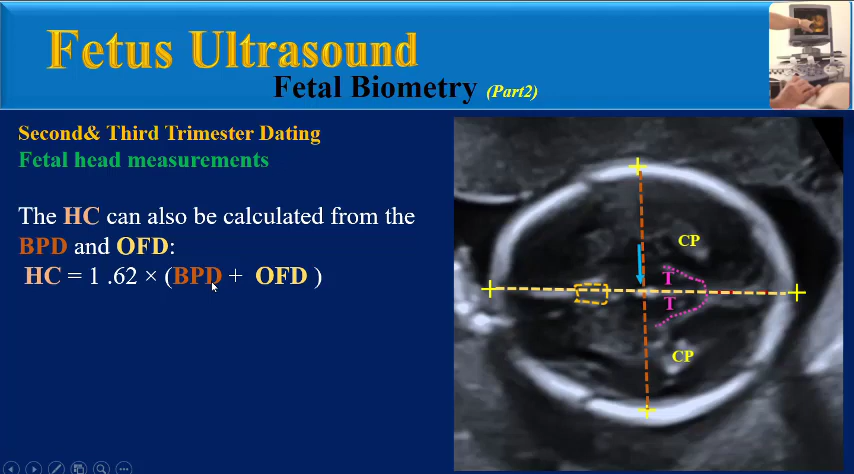 Fetus Ultrasound
Fetal Biometry (Part2)
Second& Third Trimester Dating
Fetal head measurements
The HC can also be calculated from the
BPD and OFD:
HC = 1 .62 × (BPD + OFD )
CP
T
T
CP